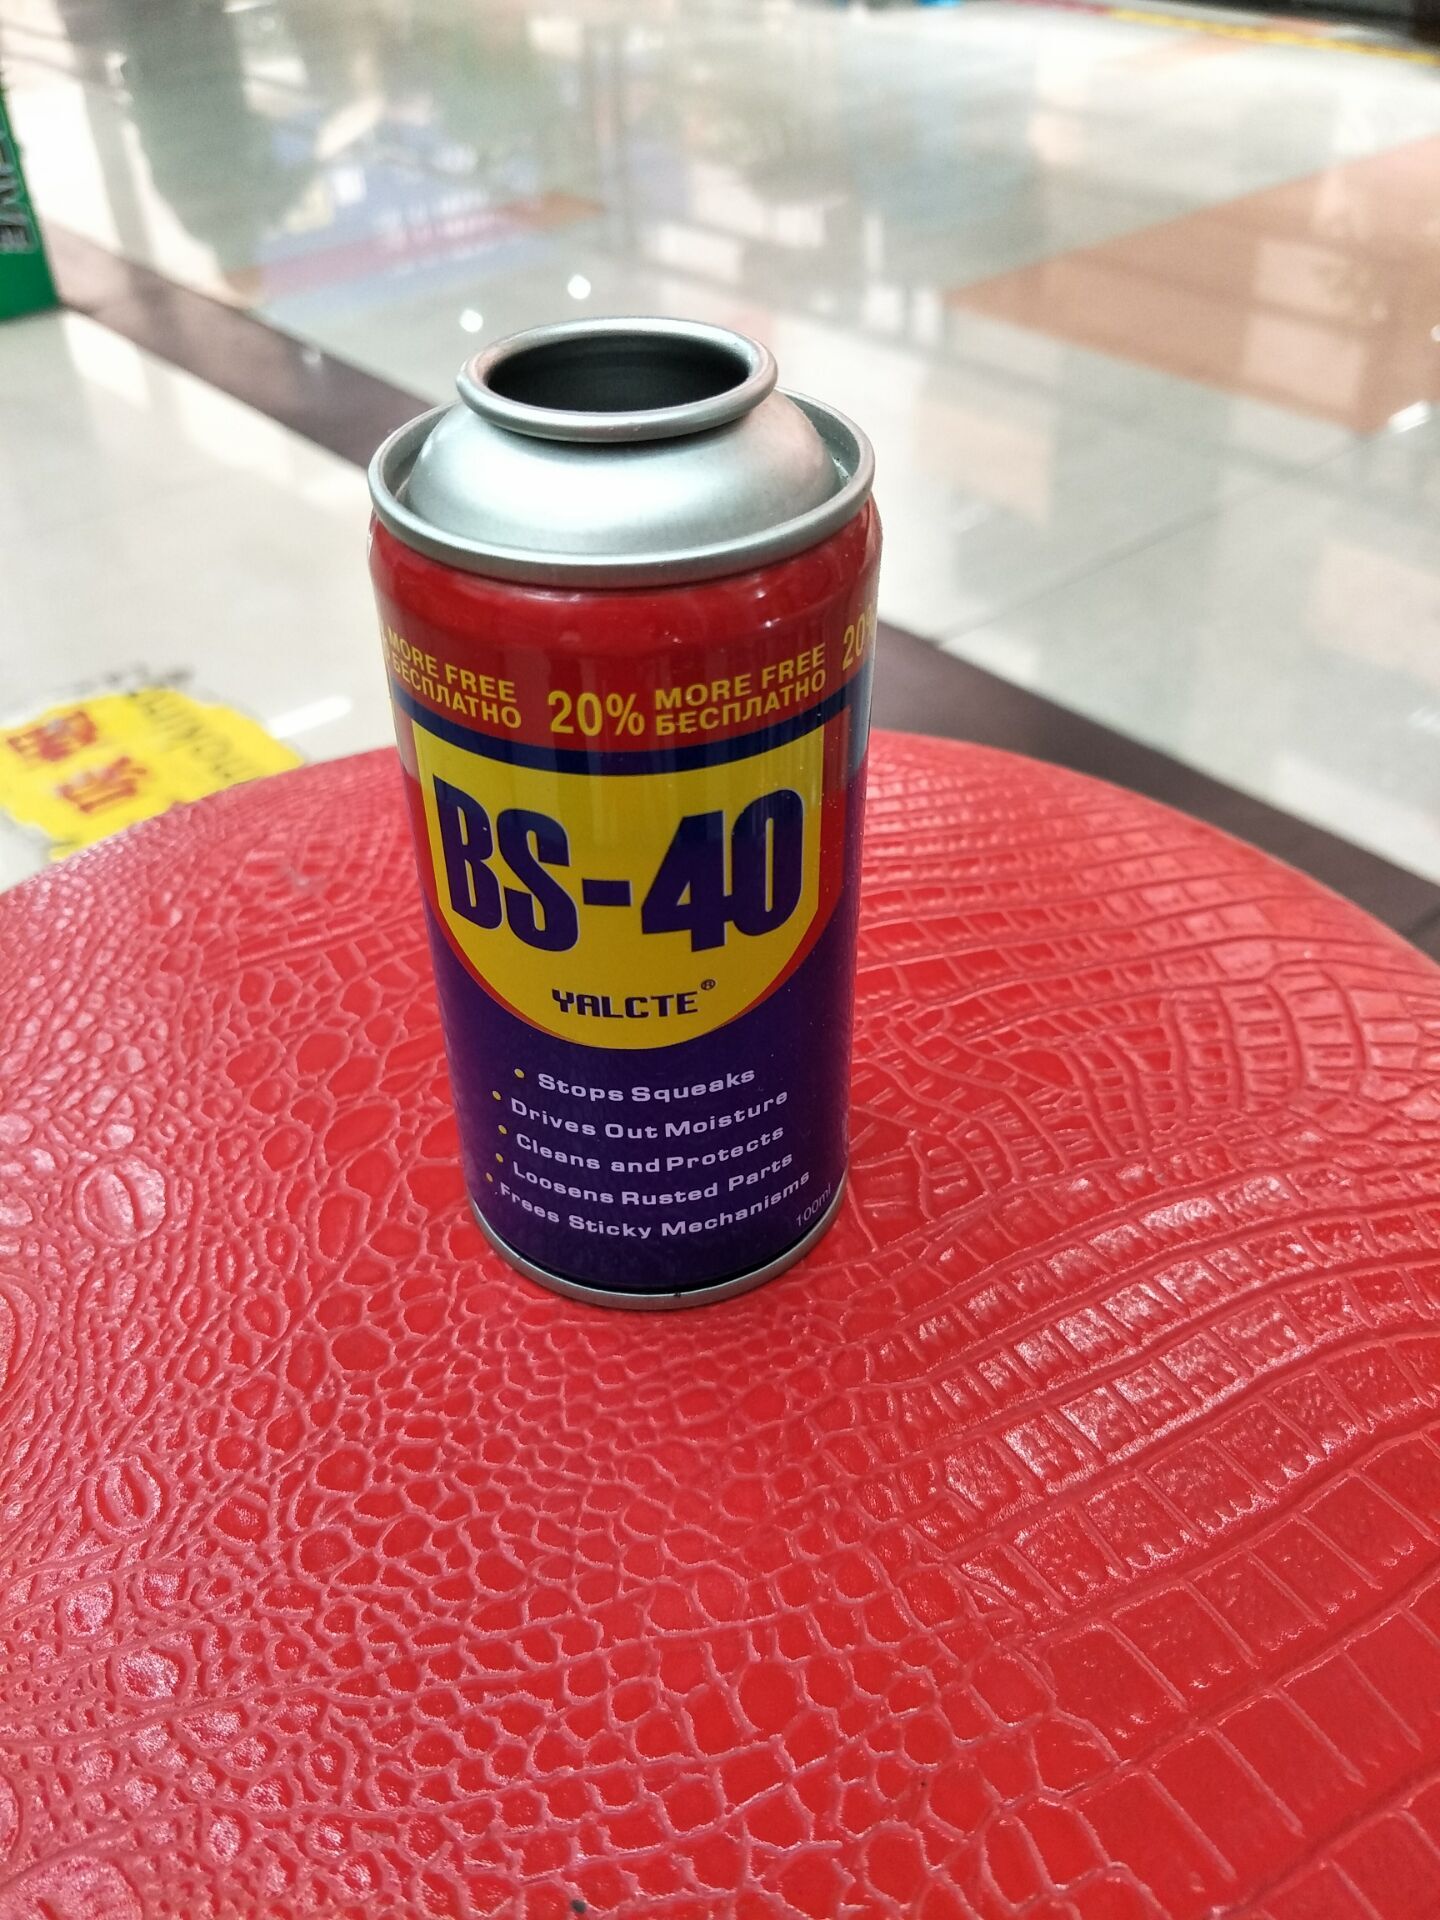 MORE FREE
БЕСПЛАТНО
20% MORE FREE
БЕСПЛАТНО
20%
BS-40
YALCTE®
• Stops Squeaks
• Drives Out Moisture
• Cleans and Protects
• Loosens Rusted Parts
• Frees Sticky Mechanisms
100ml